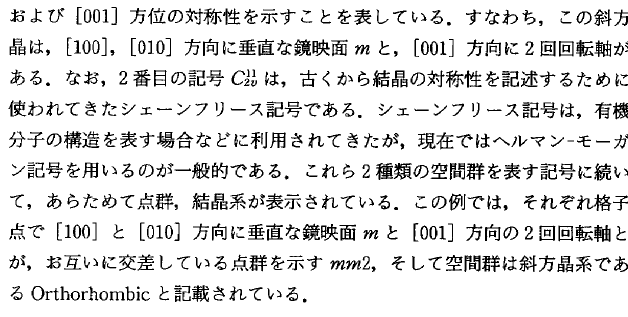 および［001］方位の対称性を示すことを表している．すなわち，この斜方
晶は，［100］，［010］方向に垂直な鏡映面 m と，［001］方向に2回回転軸が
ある．なお，2番目の記号 C₂ᵥ¹¹ は，古くから結晶の対称性を記述するために
使われてきたシェーンフリース記号である．シェーンフリース記号は，有機
分子の構造を表す場合などに利用されてきたが，現在ではヘルマン-モーガ
ン記号を用いるのが一般的である．これら2種類の空間群を表す記号に続い
て，あらためて点群，結晶系が表示されている．この例では，それぞれ格子
点で［100］と［010］方向に垂直な鏡映面 m と［001］方向の2回回転軸と
が，お互いに交差している点群を示す mm2，そして空間群は斜方晶系であ
る Orthorhombic と記載されている．